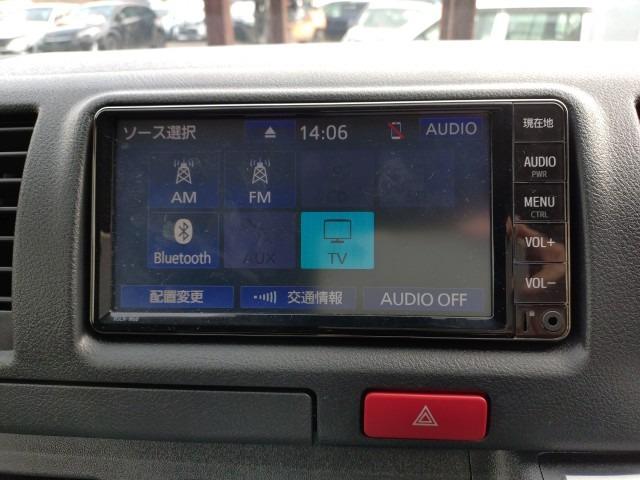 ソース選択
14:06
AUDIO
AM
FM
Bluetooth
AUX
TV
配置変更
交通情報
AUDIO OFF
現在地
AUDIO
PWR
MENU
CTRL
VOL+
VOL-